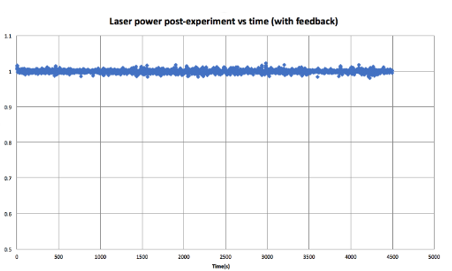 Laser power post-experiment vs time (with feedback)
1.1
1
0.9
0.8
0.7
0.6
0.5
0 500 1000 1500 2000 2500 3000 3500 4000 4500 5000
Time(s)